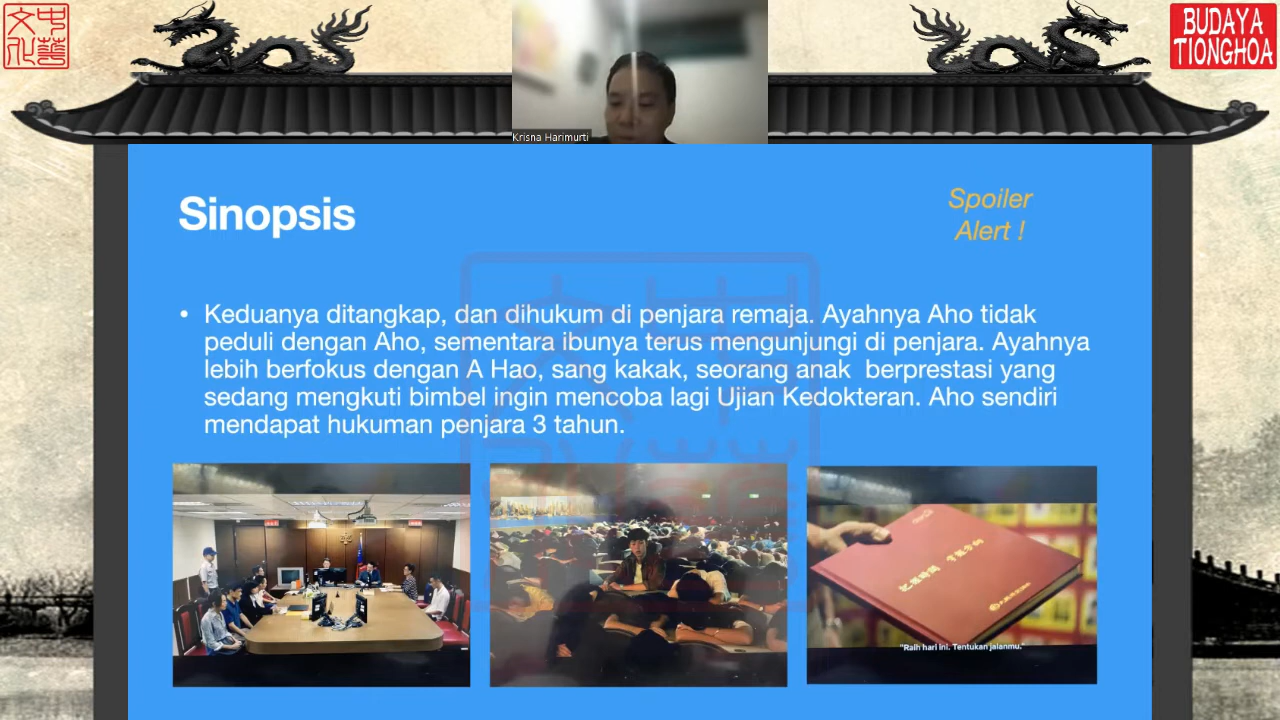 BUDAYA
TIONGHOA
Krisna Harimurti
Sinopsis
Spoiler
Alert !
• Keduanya ditangkap, dan dihukum di penjara remaja. Ayahnya Aho tidak
peduli dengan Aho, sementara ibunya terus mengunjungi di penjara. Ayahnya
lebih berfokus dengan A Hao, sang kakak, seorang anak berprestasi yang
sedang mengkuti bimbel ingin mencoba lagi Ujian Kedokteran. Aho sendiri
mendapat hukuman penjara 3 tahun.
"Raih hari ini. Tentukan jalanmu."